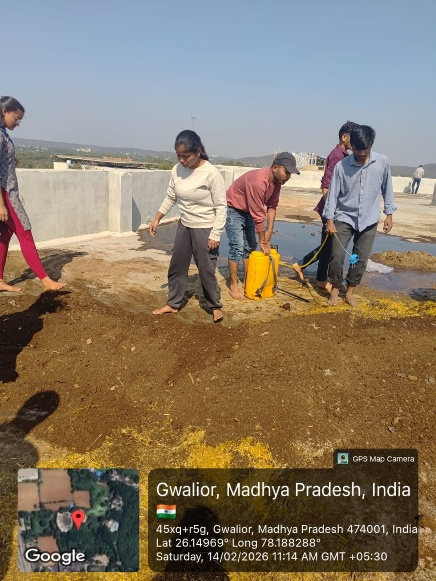 GPS Map Camera
Gwalior, Madhya Pradesh, India
45xq+r5g, Gwalior, Madhya Pradesh 474001, India
Lat 26.14969° Long 78.188288°
Saturday, 14/02/2026 11:14 AM GMT +05:30
Google